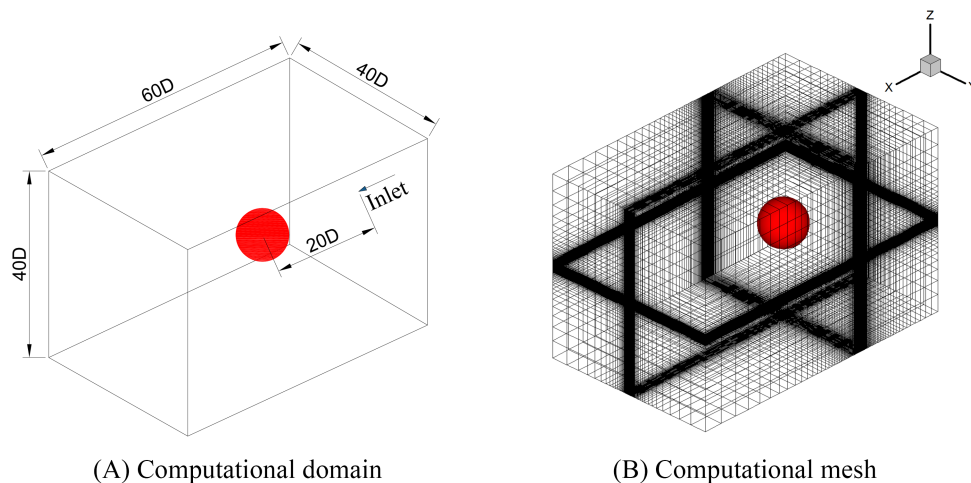 60D
40D
Inlet
20D
40D
(A) Computational domain
Z
X
Y
(B) Computational mesh